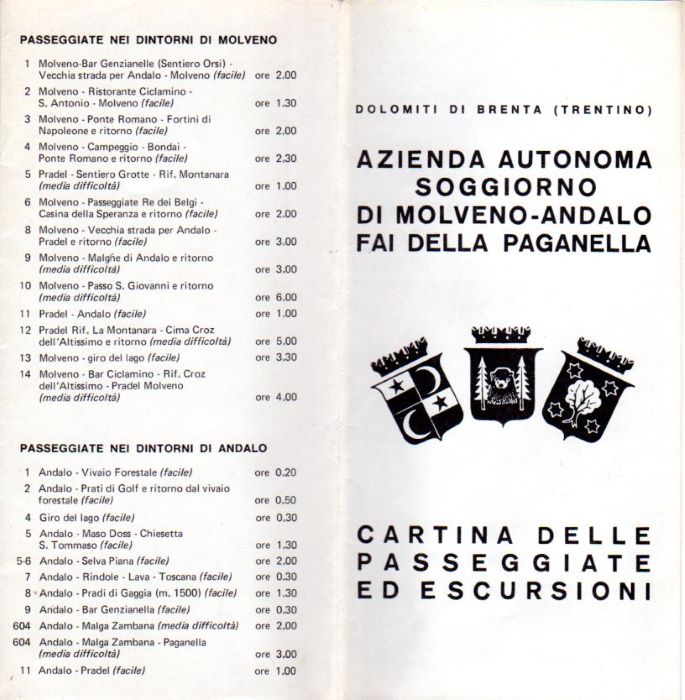 PASSEGGIATE NEI DINTORNI DI MOLVENO
1 Molveno-Bar Genzianelle (Sentiero Orsi) -
Vecchia strada per Andalo - Molveno (facile) ore 2.00
2 Molveno - Ristorante Ciclamino -
S. Antonio - Molveno (facile) ore 1.30
3 Molveno - Ponte Romano - Fortini di
Napoleone e ritorno (facile) ore 2.00
4 Molveno - Campeggio - Bondai -
Ponte Romano e ritorno (facile) ore 2.30
5 Pradel - Sentiero Grotte - Rif. Montanara
(media difficoltà) ore 1.00
6 Molveno - Passeggiate Re dei Belgi -
Casina della Speranza e ritorno (facile) ore 2.00
8 Molveno - Vecchia strada per Andalo -
Pradel e ritorno (facile) ore 3.00
9 Molveno - Malghe di Andalo e ritorno
(media difficoltà) ore 3.00
10 Molveno - Passo S. Giovanni e ritorno
(media difficoltà) ore 6.00
11 Pradel - Andalo (facile) ore 1.00
12 Pradel Rif. La Montanara - Cima Croz
dell'Altissimo e ritorno (media difficoltà) ore 5.00
13 Molveno - giro del lago (facile) ore 3.30
14 Molveno - Bar Ciclamino - Rif. Croz
dell'Altissimo - Pradel Molveno
(media difficoltà) ore 4.00
PASSEGGIATE NEI DINTORNI DI ANDALO
1 Andalo - Vivaio Forestale (facile) ore 0.20
2 Andalo - Prati di Golf e ritorno dal vivaio
forestale (facile) ore 0.50
4 Giro del lago (facile) ore 0.30
5 Andalo - Maso Doss - Chiesetta
S. Tommaso (facile) ore 1.30
5-6 Andalo - Selva Piana (facile) ore 2.00
7 Andalo - Rindole - Lava - Toscana (facile) ore 0.30
8 Andalo - Pradi di Gaggia (m. 1500) (facile) ore 1.30
9 Andalo - Bar Genzianella (facile) ore 0.30
604 Andalo - Malga Zambana (media difficoltà) ore 2.00
604 Andalo - Malga Zambana - Paganella
(media difficoltà) ore 3.00
11 Andalo - Pradel (facile) ore 1.00
DOLOMITI DI BRENTA (TRENTINO)
AZIENDA AUTONOMA
SOGGIORNO
DI MOLVENO-ANDALO
FAI DELLA PAGANELLA
CARTINA DELLE
PASSEGGIATE
ED ESCURSIONI